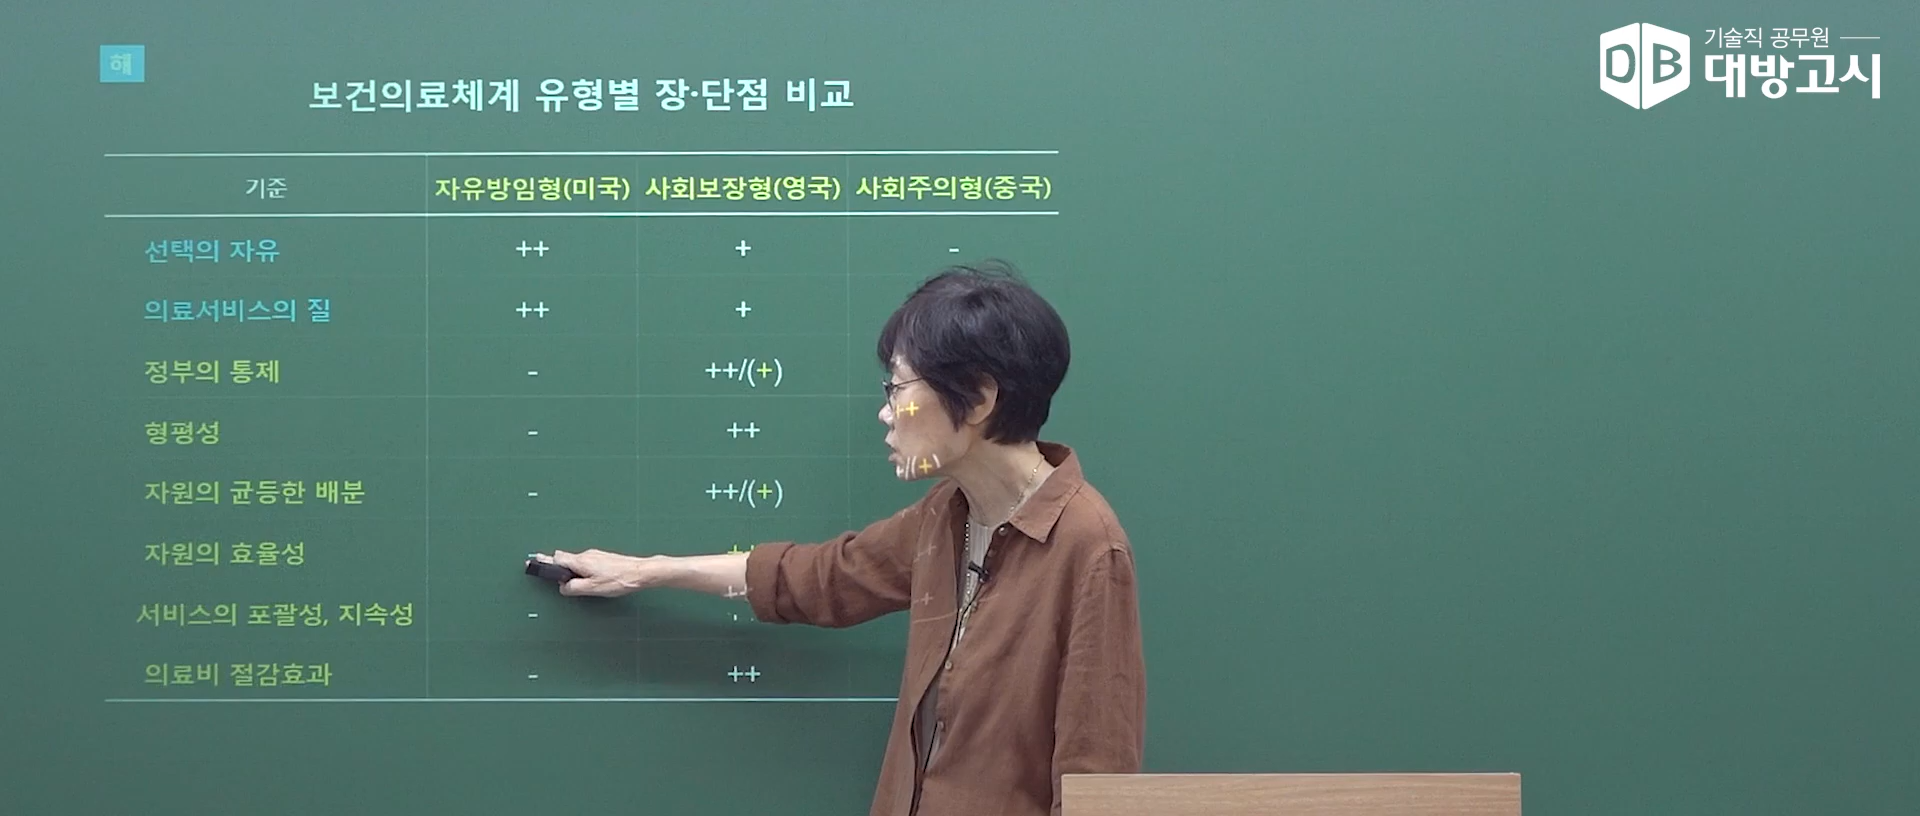 해
기술직 공무원
대방고시
DB
보건의료체계 유형별 장·단점 비교
기준 자유방임형(미국) 사회보장형(영국) 사회주의형(중국)
선택의 자유 ++ + -
의료서비스의 질 ++ +
정부의 통제 - ++/(+)
형평성 - ++ ++
자원의 균등한 배분 - ++/(+) (+)
자원의 효율성 -
서비스의 포괄성, 지속성 -
의료비 절감효과 - ++